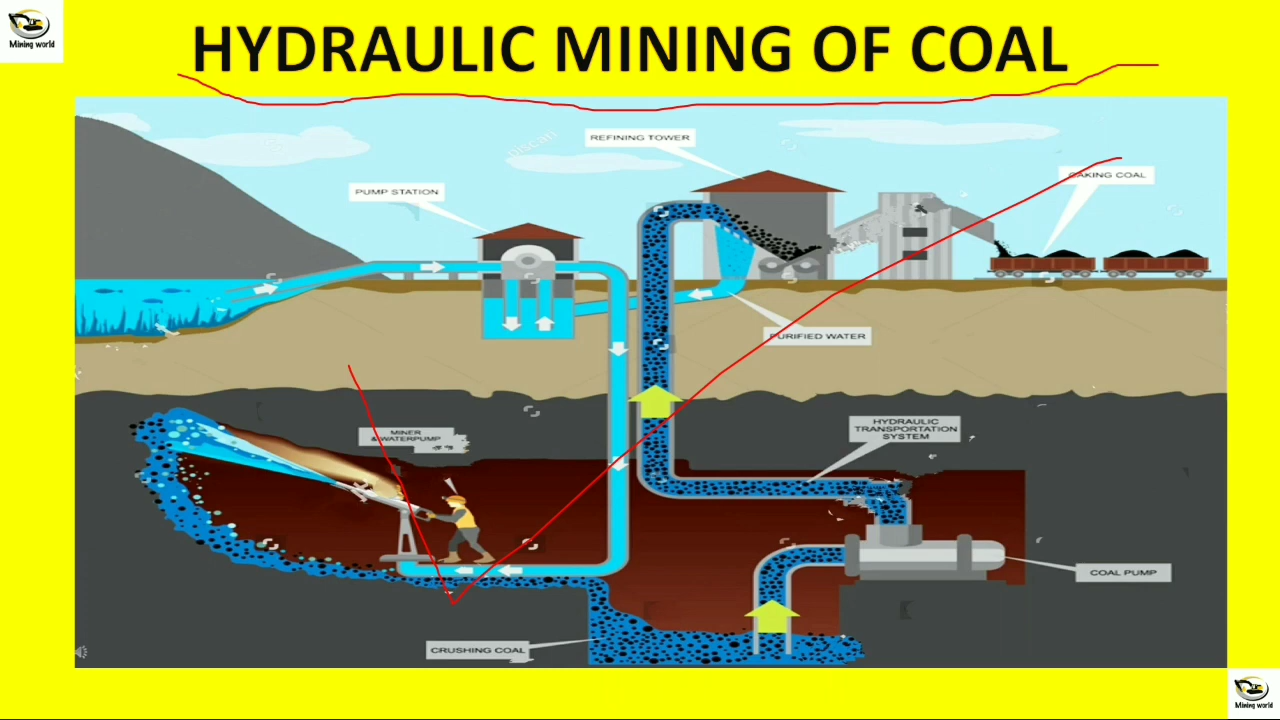 Mining world
HYDRAULIC MINING OF COAL
REFINING TOWER
CAKING COAL
PUMP STATION
PURIFIED WATER
MINER
& WATERPUMP
HYDRAULIC
TRANSPORTATION
SYSTEM
COAL PUMP
CRUSHING COAL
Mining world